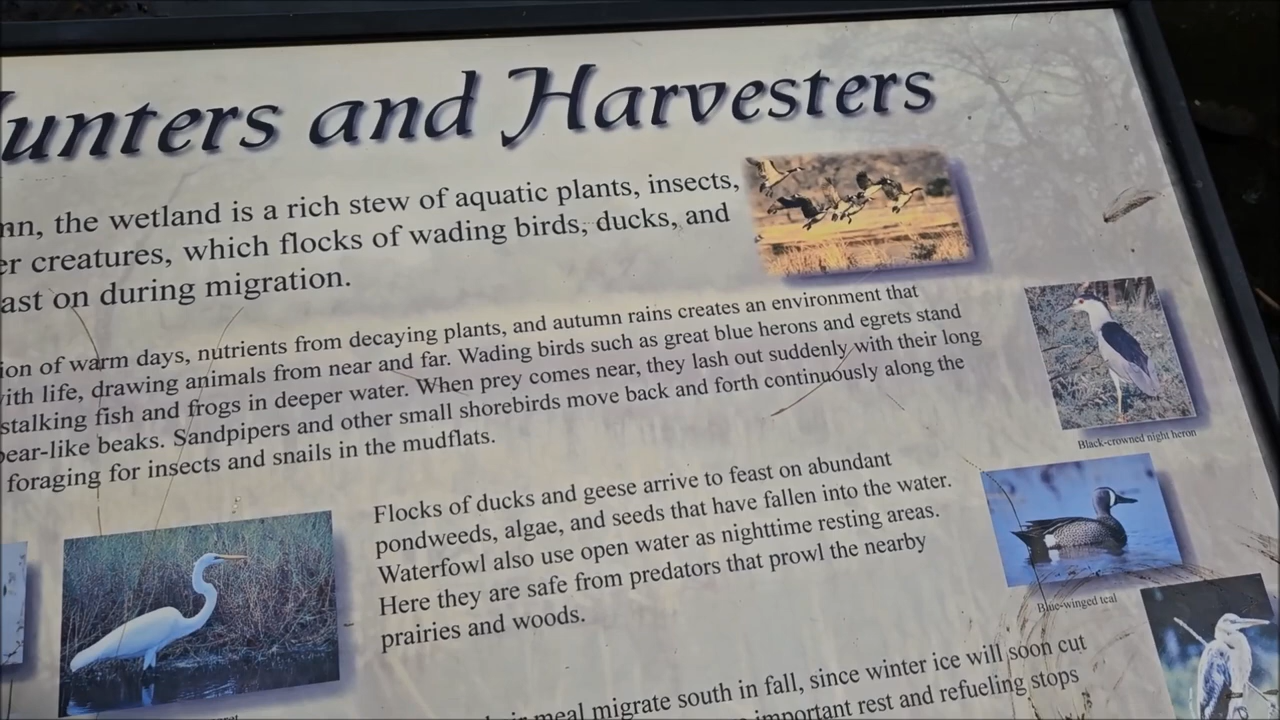 unters and Harvesters
the wetland is a rich stew of aquatic plants, insects,
creatures, which flocks of wading birds, ducks, and
on during migration.
of warm days, nutrients from decaying plants, and autumn rains creates an environment that
with life, drawing animals from near and far. Wading birds such as great blue herons and egrets stand
stalking fish and frogs in deeper water. When prey comes near, they lash out suddenly with their long
ear-like beaks. Sandpipers and other small shorebirds move back and forth continuously along the
foraging for insects and snails in the mudflats.
Black-crowned night heron
Flocks of ducks and geese arrive to feast on abundant
pondweeds, algae, and seeds that have fallen into the water.
Waterfowl also use open water as nighttime resting areas.
Here they are safe from predators that prowl the nearby
prairies and woods.
Blue-winged teal
meal migrate south in fall, since winter ice will soon cut
important rest and refueling stops